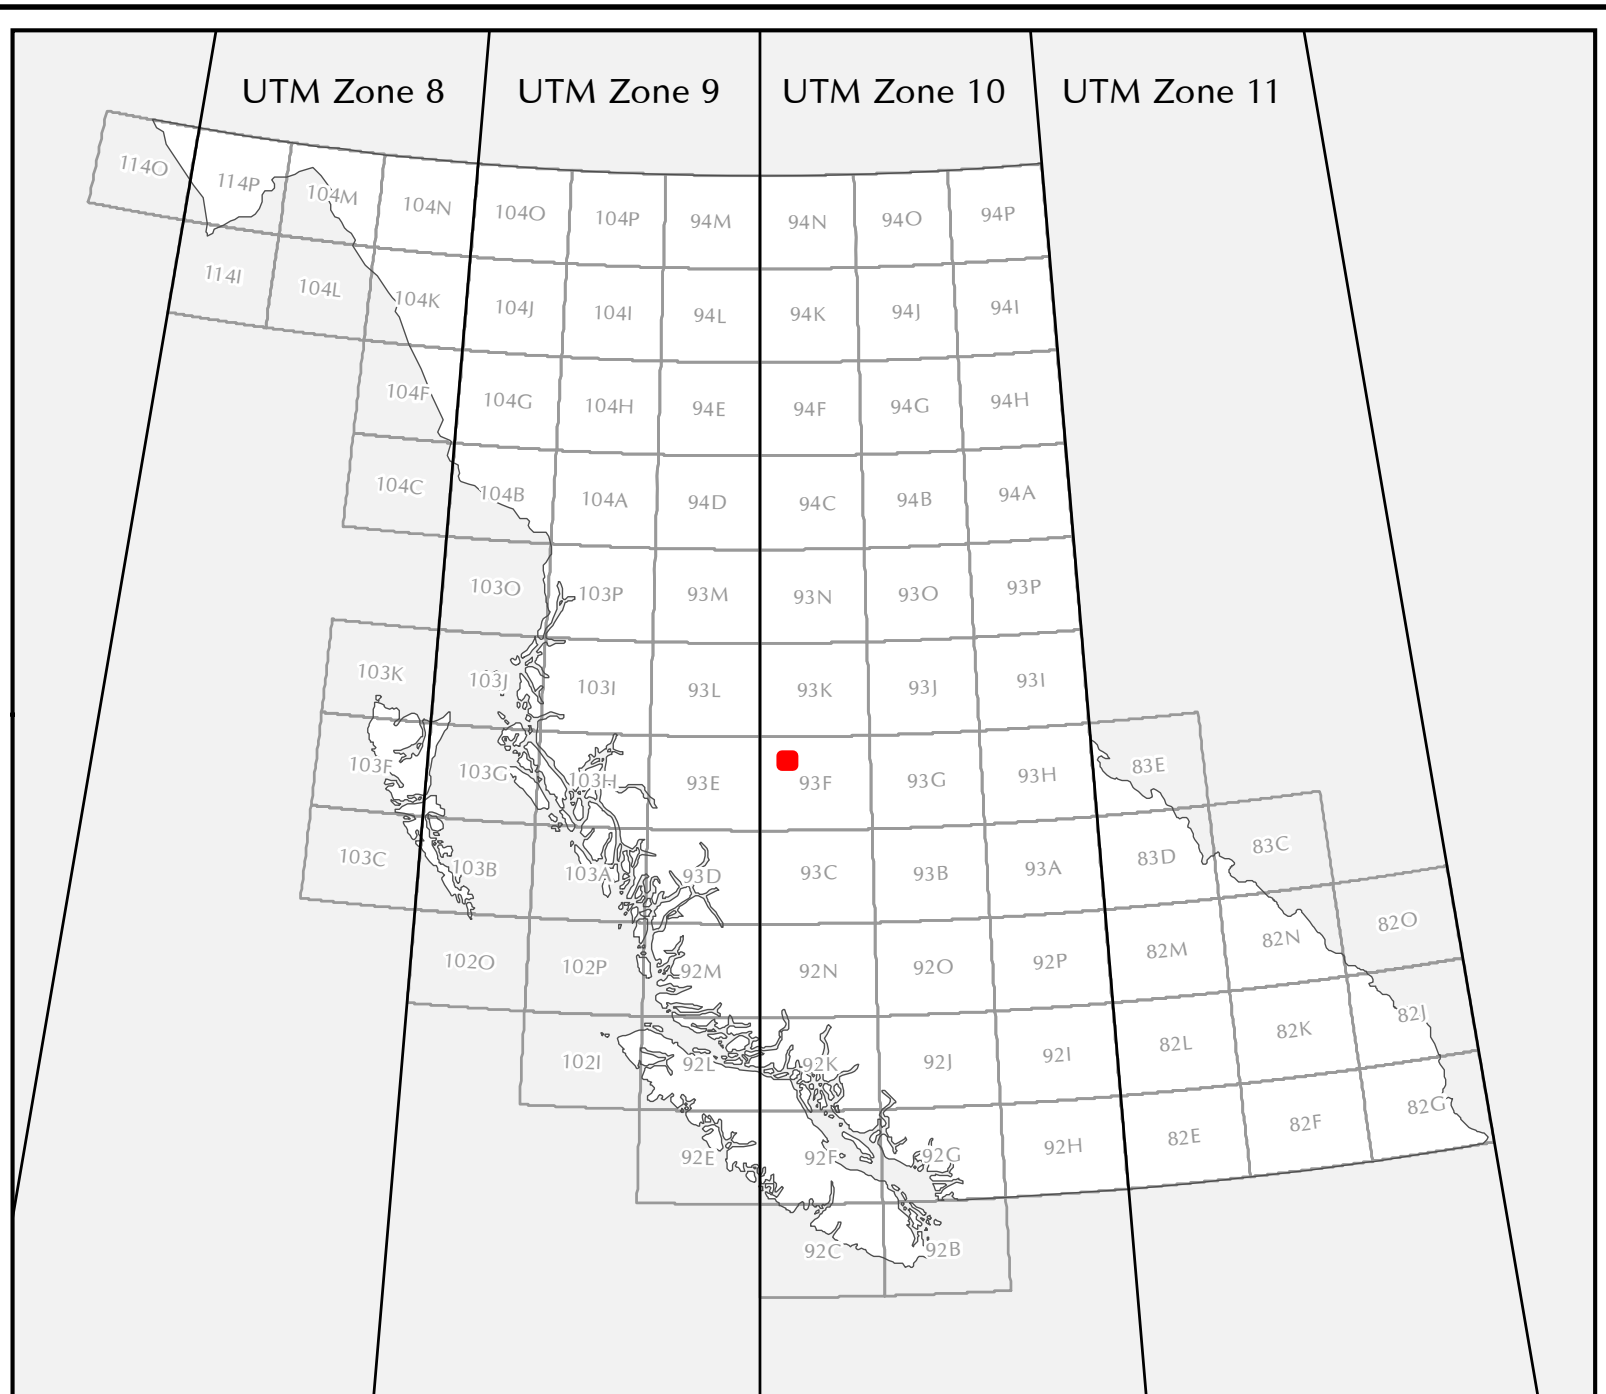 UTM Zone 8 UTM Zone 9 UTM Zone 10 UTM Zone 11
114O 114P 104M 104N 104O 104P 94M 94N 94O 94P
114I 104L 104K 104J 104I 94L 94K 94J 94I
104F 104G 104H 94E 94F 94G 94H
104C 104B 104A 94D 94C 94B 94A
103O 103P 93M 93N 93O 93P
103K 103J 103I 93L 93K 93J 93I
103F 103G 103H 93E 93F 93G 93H 83E
103C 103B 103A 93D 93C 93B 93A 83D 83C
102O 102P 92M 92N 92O 92P 82M 82N 82O
102I 92L 92K 92J 92I 82L 82K 82J
92E 92F 92G 92H 82E 82F 82G
92C 92B